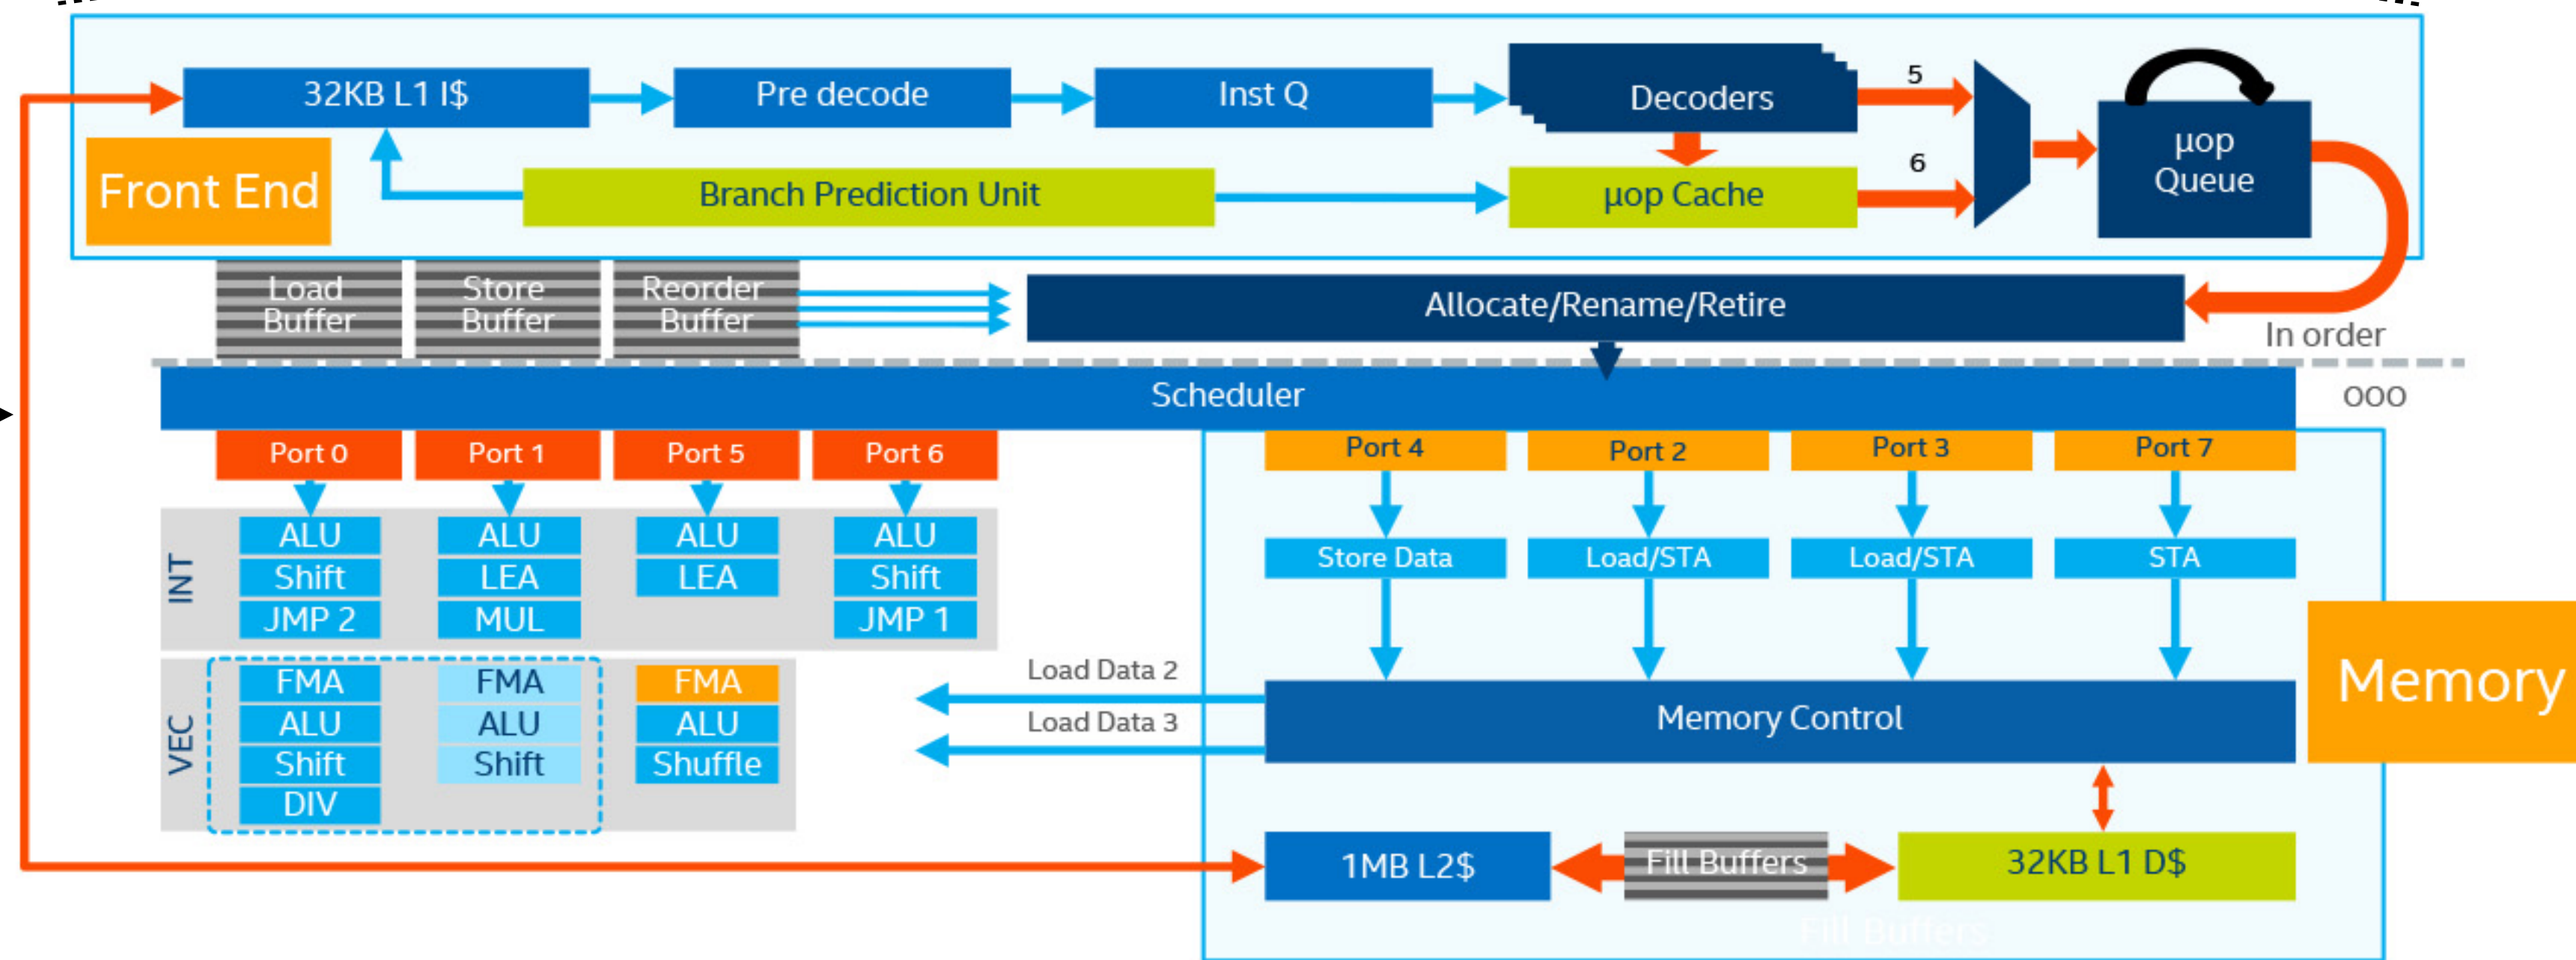 32KB L1 I$
Pre decode
Inst Q
Decoders
5
6
μop
Queue
Front End
Branch Prediction Unit
μop Cache
Load
Buffer
Store
Buffer
Reorder
Buffer
Allocate/Rename/Retire
In order
Scheduler
OOO
Port 0
Port 1
Port 5
Port 6
Port 4
Port 2
Port 3
Port 7
INT
ALU
Shift
JMP 2
ALU
LEA
MUL
ALU
LEA
ALU
Shift
JMP 1
Store Data
Load/STA
Load/STA
STA
VEC
FMA
ALU
Shift
DIV
FMA
ALU
Shift
FMA
ALU
Shuffle
Load Data 2
Load Data 3
Memory Control
Memory
1MB L2$
Fill Buffers
32KB L1 D$
Fill Buffers